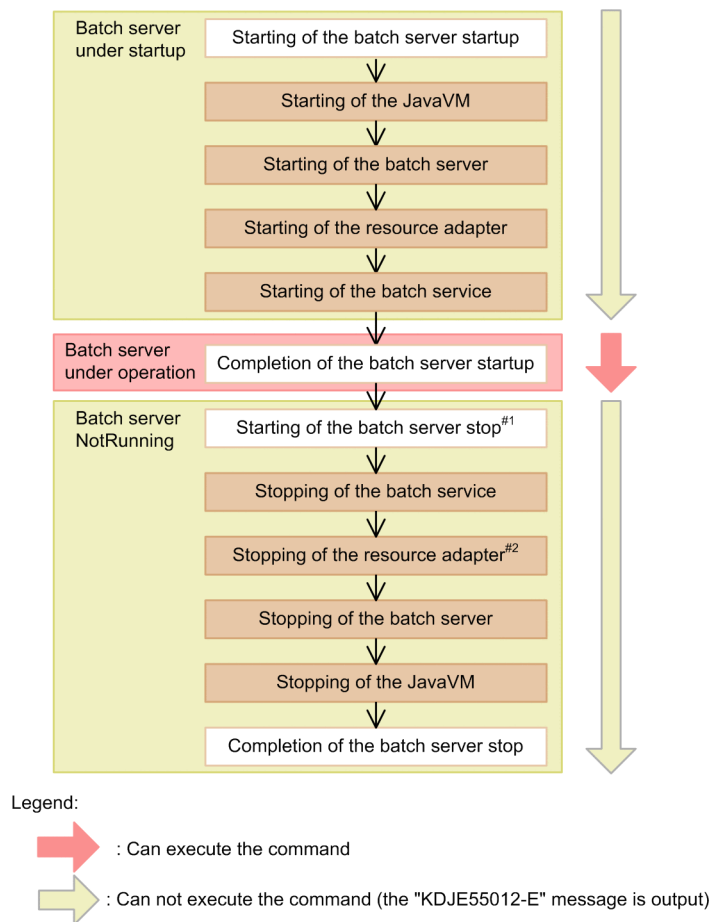 Batch server
under startup
Starting of the batch server startup
Starting of the JavaVM
Starting of the batch server
Starting of the resource adapter
Starting of the batch service
Batch server
under operation
Completion of the batch server startup
Batch server
NotRunning
Starting of the batch server stop#1
Stopping of the batch service
Stopping of the resource adapter#2
Stopping of the batch server
Stopping of the JavaVM
Completion of the batch server stop
Legend:
: Can execute the command
: Can not execute the command (the "KDJE55012-E" message is output)